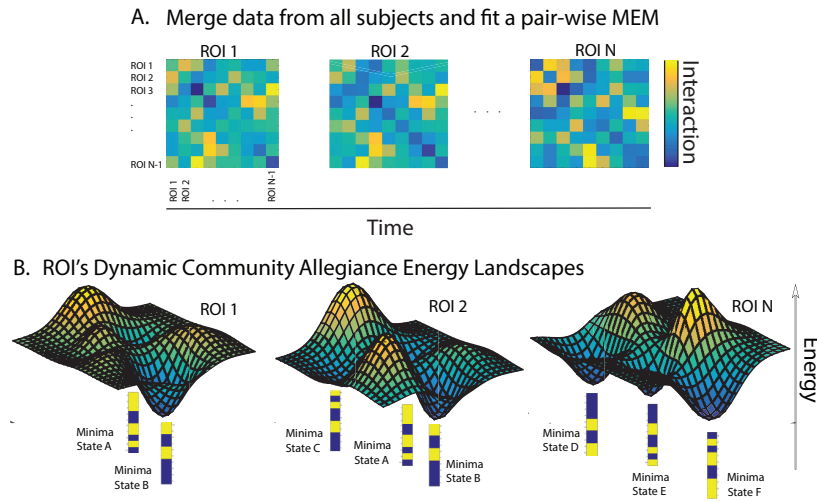 A. Merge data from all subjects and fit a pair-wise MEM
ROI 1
ROI 2
ROI N
ROI 1
ROI 2
ROI 3
.
.
.
ROI N-1
. . .
Interaction
ROI 1
ROI 2
. . .
ROI N-1
Time
B. ROI's Dynamic Community Allegiance Energy Landscapes
ROI 1
ROI 2
ROI N
Energy
Minima
State A
Minima
State B
Minima
State C
Minima
State A
Minima
State B
Minima
State D
Minima
State E
Minima
State F